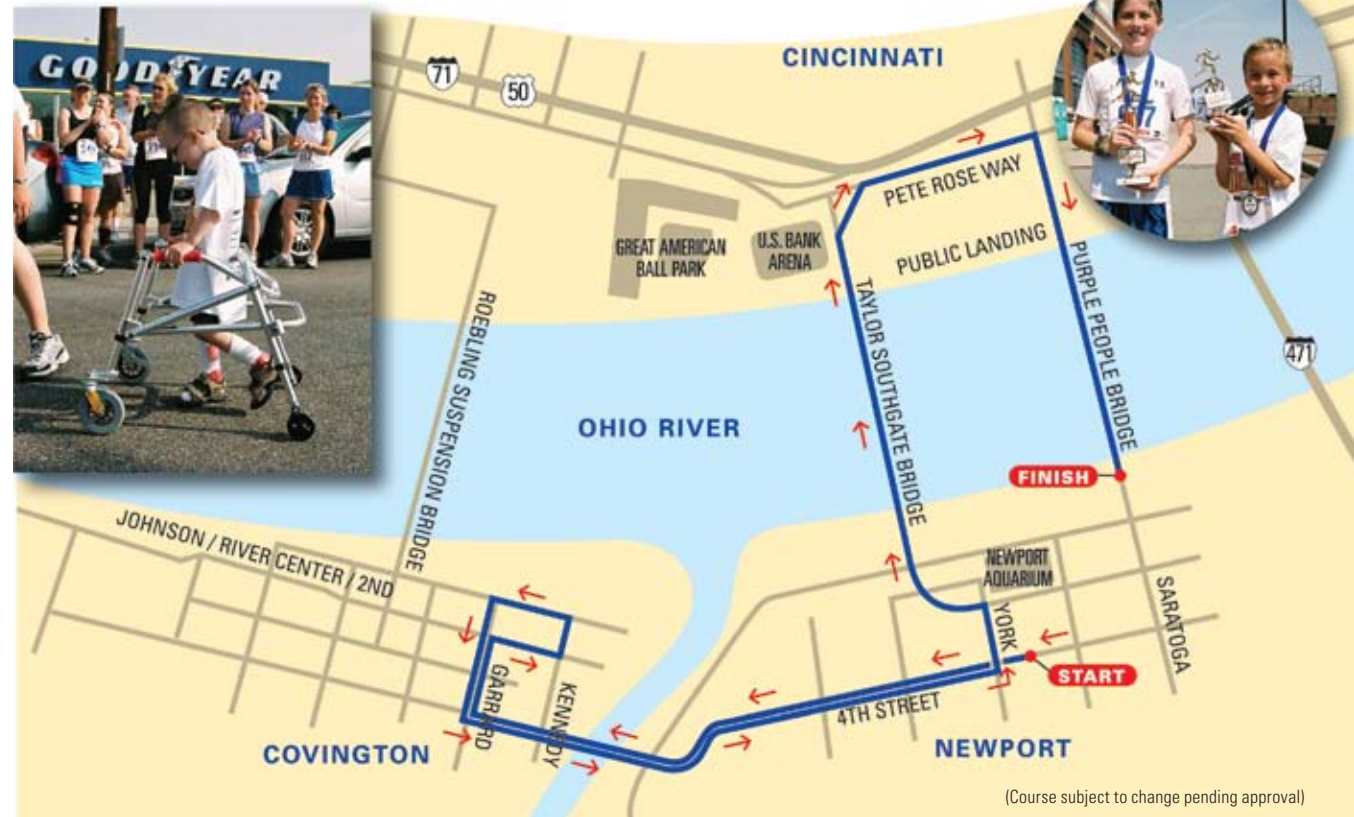 GOODYEAR
71
50
CINCINNATI
PETE ROSE WAY
GREAT AMERICAN
BALL PARK
U.S. BANK
ARENA
PUBLIC LANDING
PURPLE PEOPLE BRIDGE
TAYLOR SOUTHGATE BRIDGE
ROEBLING SUSPENSION BRIDGE
471
OHIO RIVER
FINISH
JOHNSON / RIVER CENTER / 2ND
NEWPORT
AQUARIUM
SARATOGA
YORK
START
GARRARD
KENNEDY
4TH STREET
COVINGTON
NEWPORT
(Course subject to change pending approval)